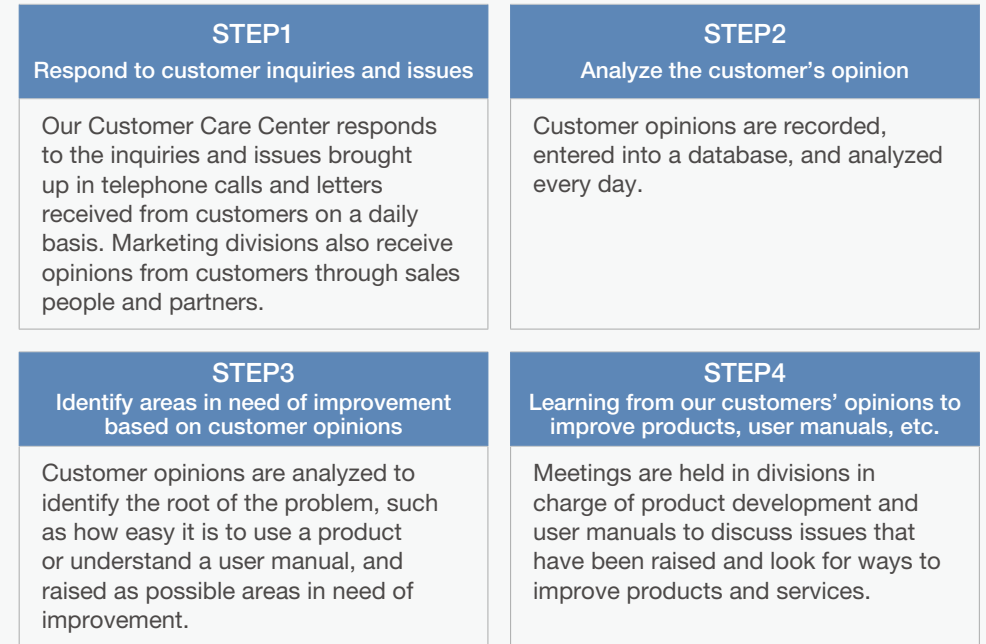 STEP1
Respond to customer inquiries and issues
Our Customer Care Center responds
to the inquiries and issues brought
up in telephone calls and letters
received from customers on a daily
basis. Marketing divisions also receive
opinions from customers through sales
people and partners.
STEP2
Analyze the customer’s opinion
Customer opinions are recorded,
entered into a database, and analyzed
every day.
STEP3
Identify areas in need of improvement
based on customer opinions
Customer opinions are analyzed to
identify the root of the problem, such
as how easy it is to use a product
or understand a user manual, and
raised as possible areas in need of
improvement.
STEP4
Learning from our customers’ opinions to
improve products, user manuals, etc.
Meetings are held in divisions in
charge of product development and
user manuals to discuss issues that
have been raised and look for ways to
improve products and services.